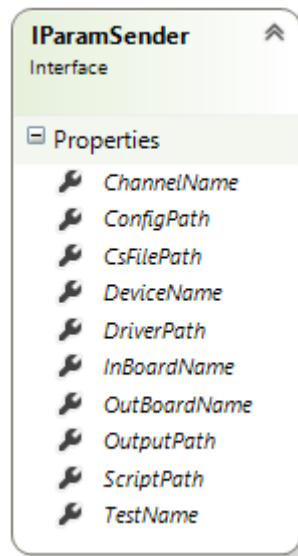 IParamSender
Interface
Properties
ChannelName
ConfigPath
CsFilePath
DeviceName
DriverPath
InBoardName
OutBoardName
OutputPath
ScriptPath
TestName